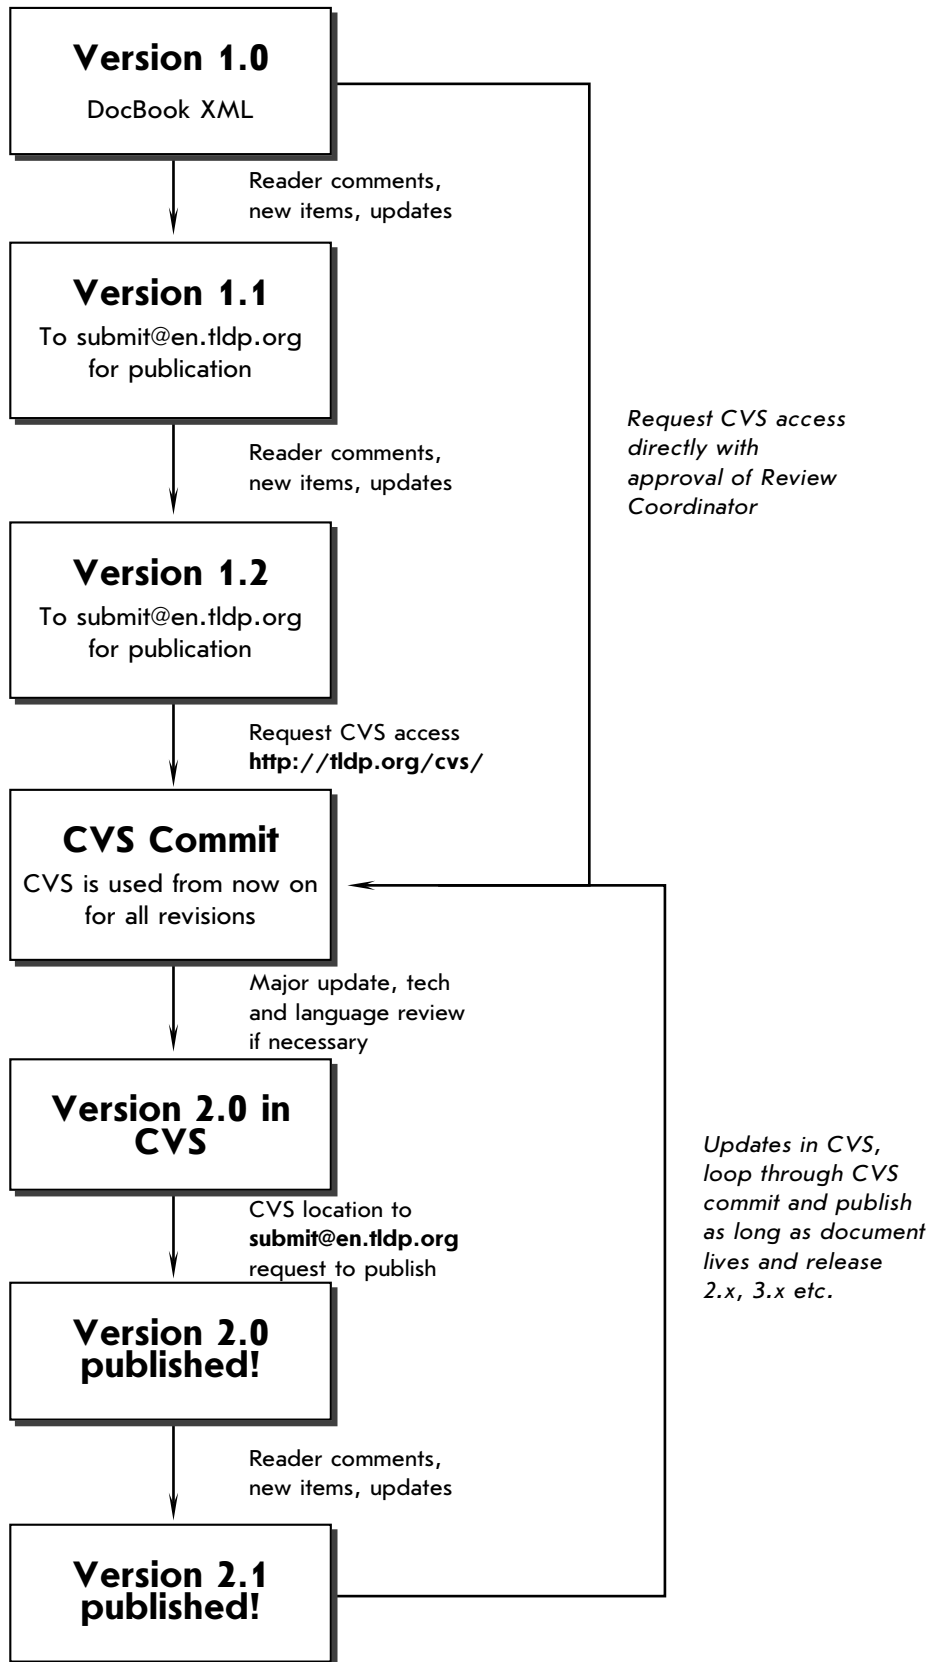 Version 1.0
DocBook XML
Reader comments,
new items, updates
Version 1.1
To submit@en.tldp.org
for publication
Request CVS access
directly with
approval of Review
Coordinator
Reader comments,
new items, updates
Version 1.2
To submit@en.tldp.org
for publication
Request CVS access
http://tldp.org/cvs/
CVS Commit
CVS is used from now on
for all revisions
Major update, tech
and language review
if necessary
Version 2.0 in
CVS
Updates in CVS,
loop through CVS
commit and publish
as long as document
lives and release
2.x, 3.x etc.
CVS location to
submit@en.tldp.org
request to publish
Version 2.0
published!
Reader comments,
new items, updates
Version 2.1
published!